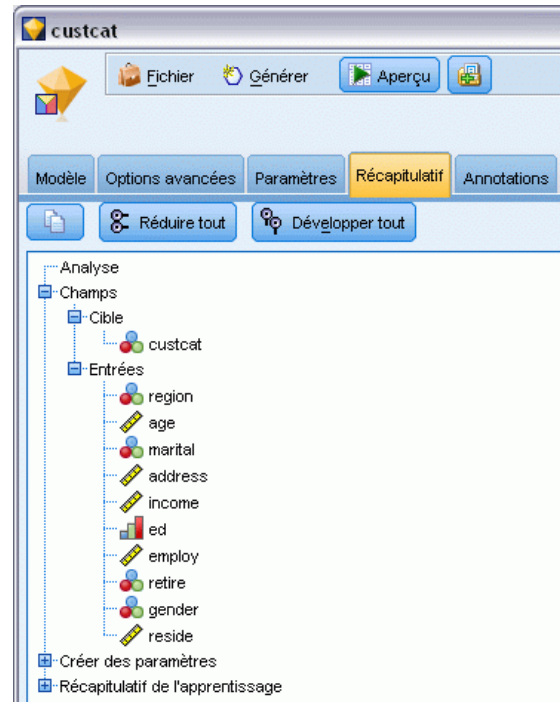 custcat
Fichier Générer Aperçu
Modèle Options avancées Paramètres Récapitulatif Annotations
Réduire tout Développer tout
Analyse
Champs
Cible
custcat
Entrées
region
age
marital
address
income
ed
employ
retire
gender
reside
Créer des paramètres
Récapitulatif de l'apprentissage